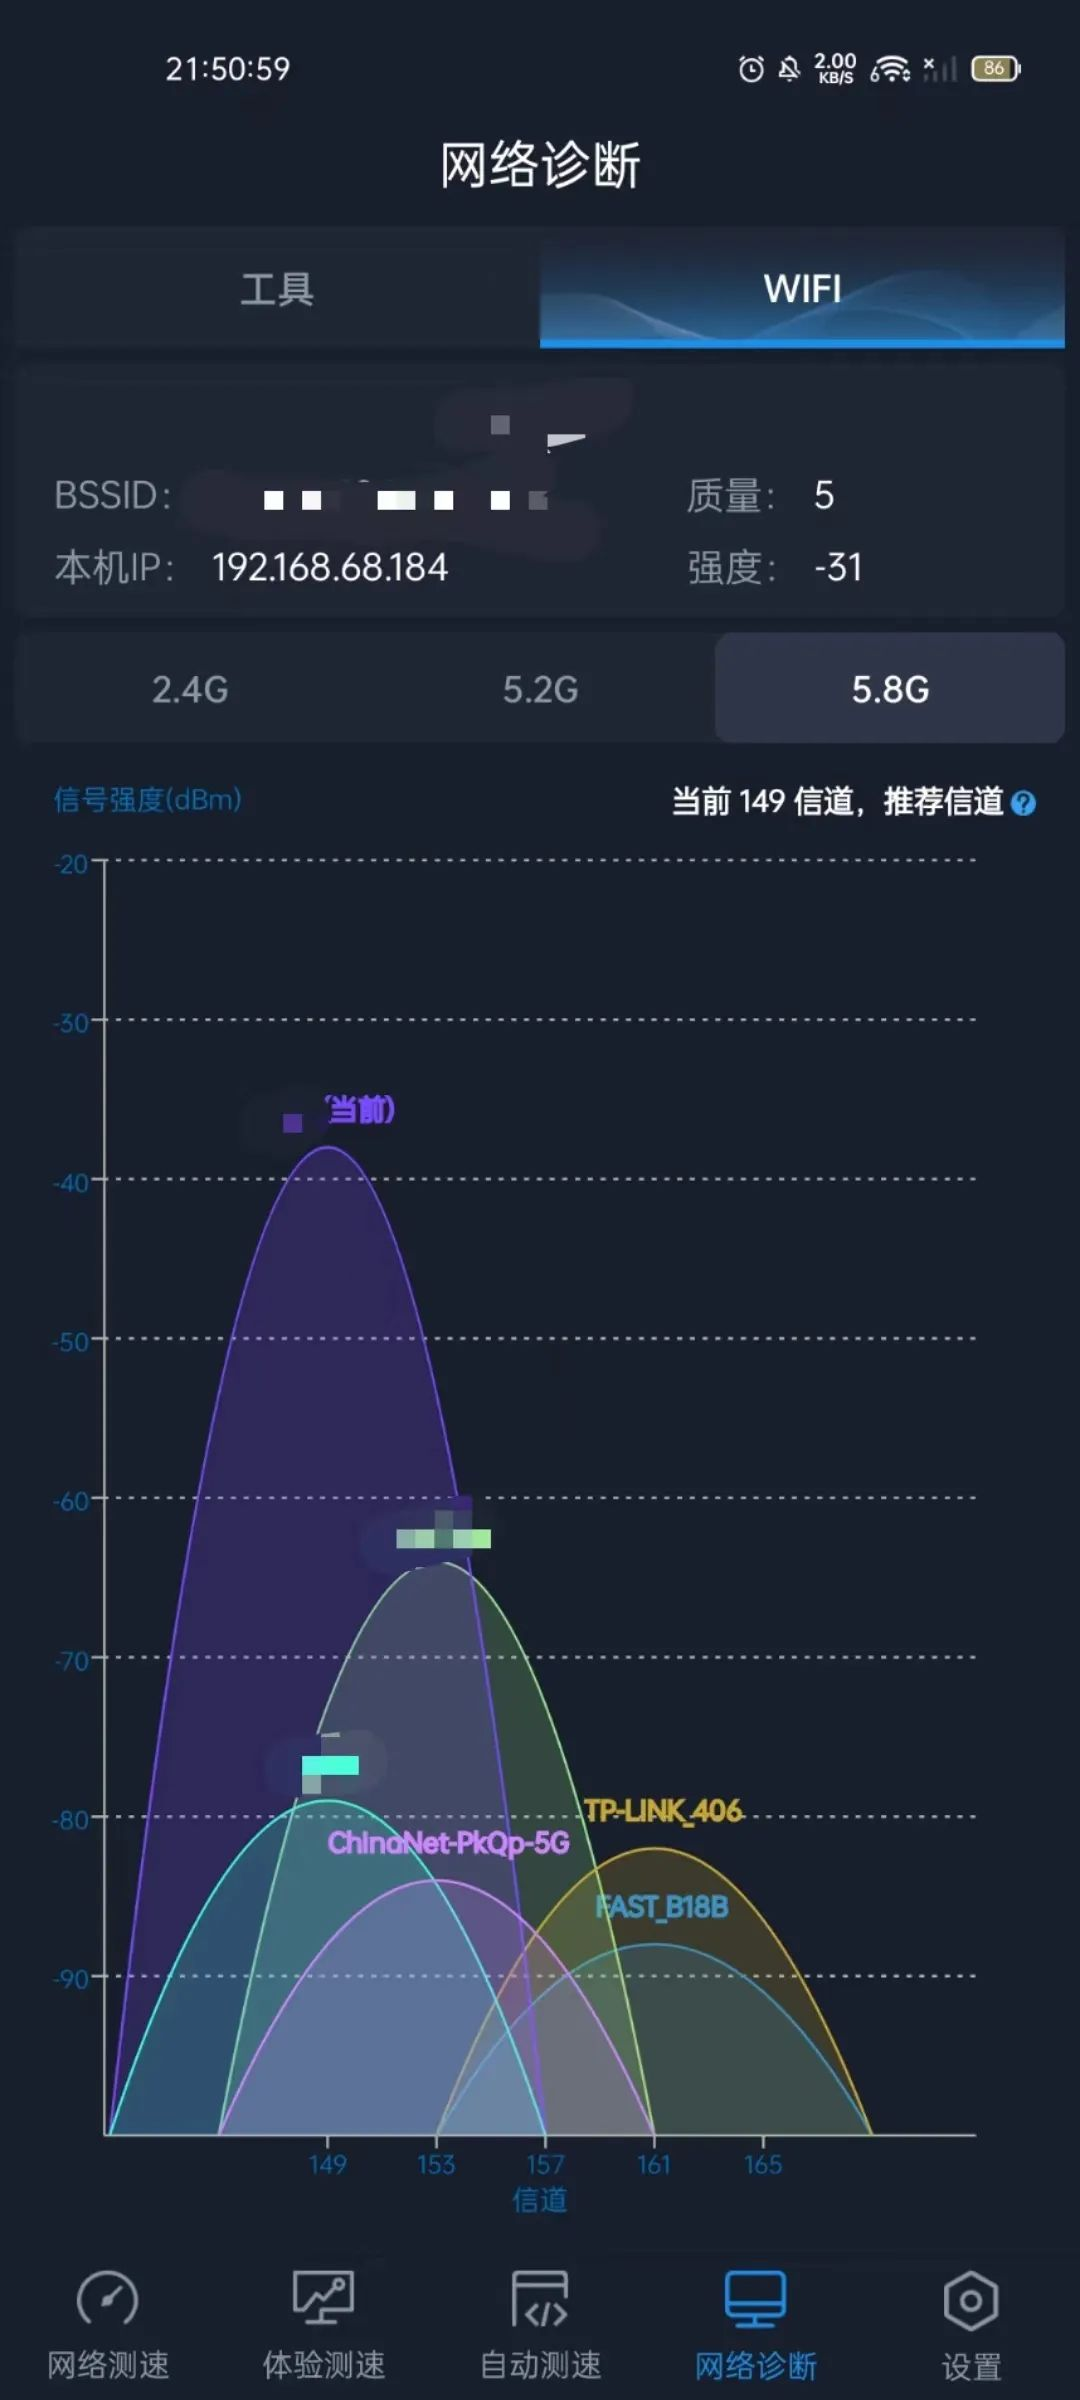 21:50:59
2.00
KB/S
86
网络诊断
工具
WIFI
BSSID:
质量: 5
本机IP: 192.168.68.184
强度: -31
2.4G
5.2G
5.8G
信号强度(dBm)
当前 149 信道，推荐信道 ?
-20
-30
(当前)
-40
-50
-60
-70
-80
TP-LINK_406
ChinaNet-PkQp-5G
FAST_B18B
-90
149
153
157
161
165
信道
网络测速
体验测速
自动测速
网络诊断
设置